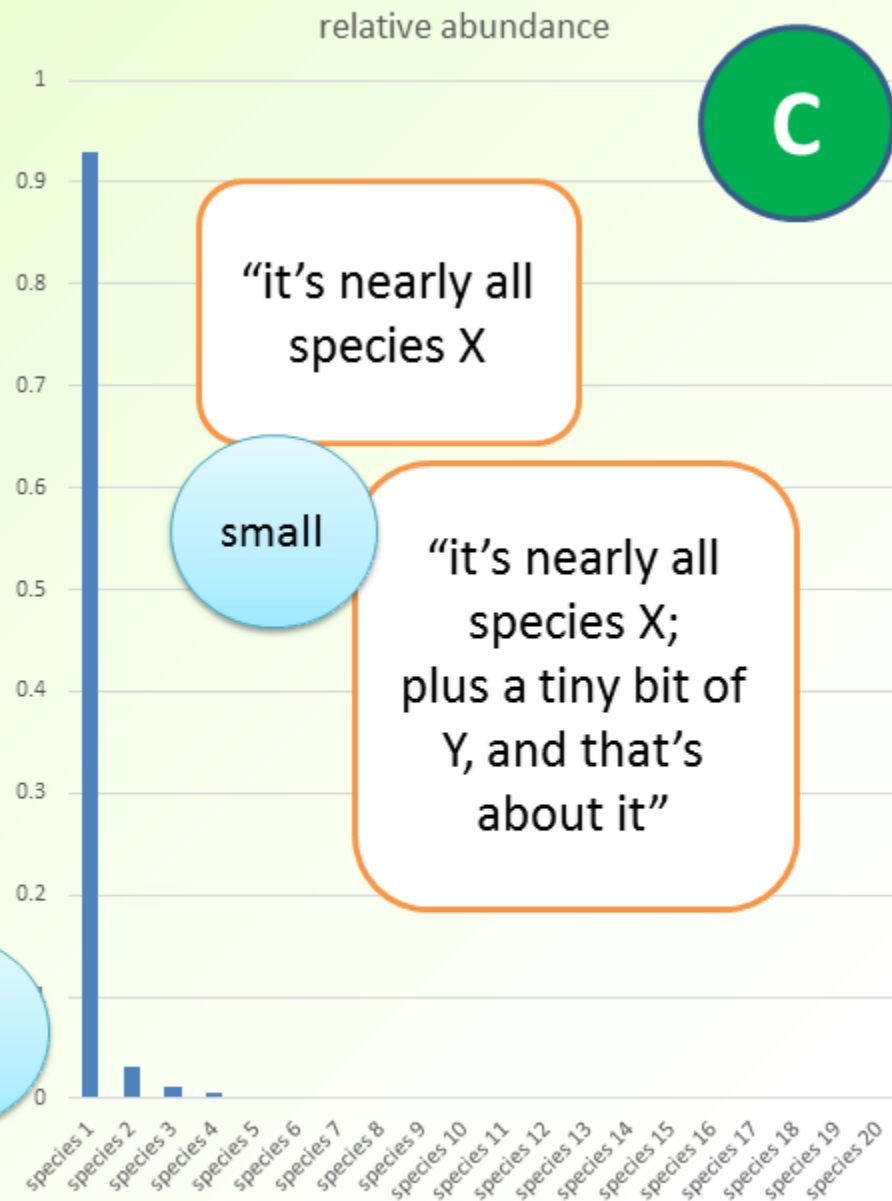 relative abundance
C
1
0.9
0.8
0.7
0.6
0.5
0.4
0.3
0.2
0
“it’s nearly all
species X
small
“it’s nearly all
species X;
plus a tiny bit of
Y, and that’s
about it”
species 1
species 2
species 3
species 4
species 5
species 6
species 7
species 8
species 9
species 10
species 11
species 12
species 13
species 14
species 15
species 16
species 17
species 18
species 19
species 20